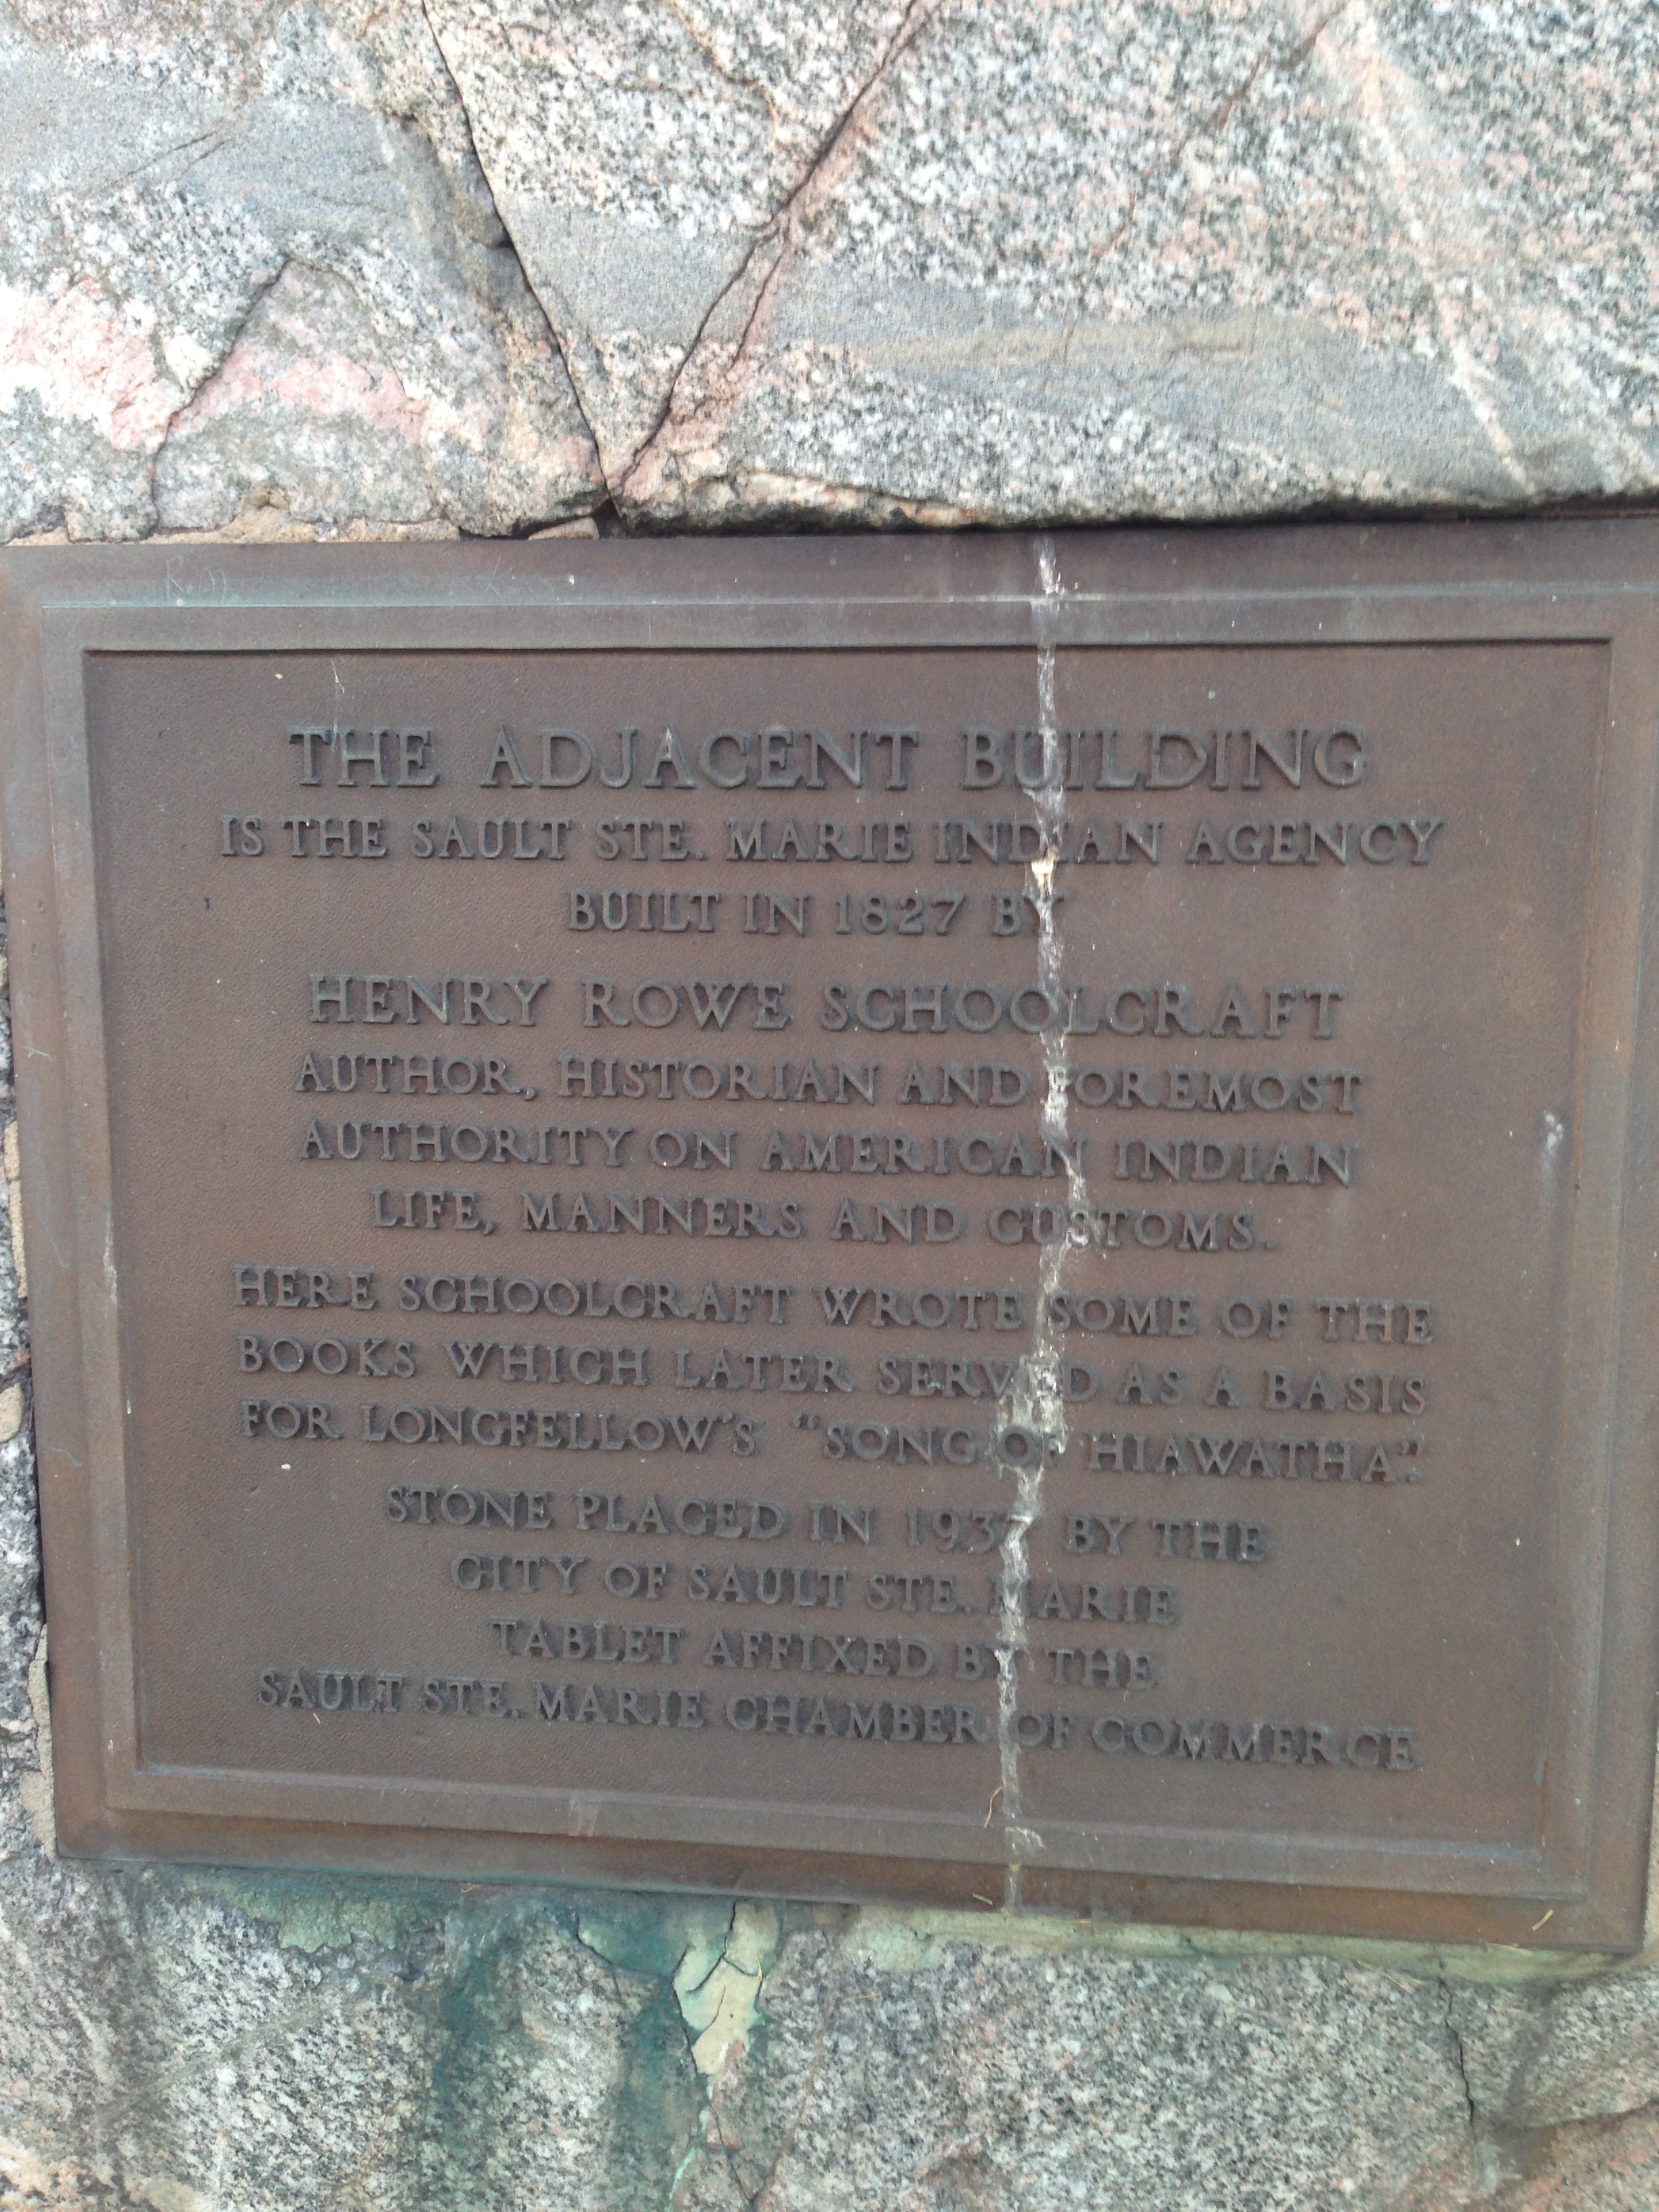 THE ADJACENT BUILDING
IS THE SAULT STE. MARIE INDIAN AGENCY
BUILT IN 1827 BY
HENRY ROWE SCHOOLCRAFT
AUTHOR, HISTORIAN AND FOREMOST
AUTHORITY ON AMERICAN INDIAN
LIFE, MANNERS AND CUSTOMS.
HERE SCHOOLCRAFT WROTE SOME OF THE
BOOKS WHICH LATER SERVED AS A BASIS
FOR LONGFELLOW'S "SONG OF HIAWATHA."
STONE PLACED IN 1937 BY THE
CITY OF SAULT STE. MARIE
TABLET AFFIXED BY THE
SAULT STE. MARIE CHAMBER OF COMMERCE